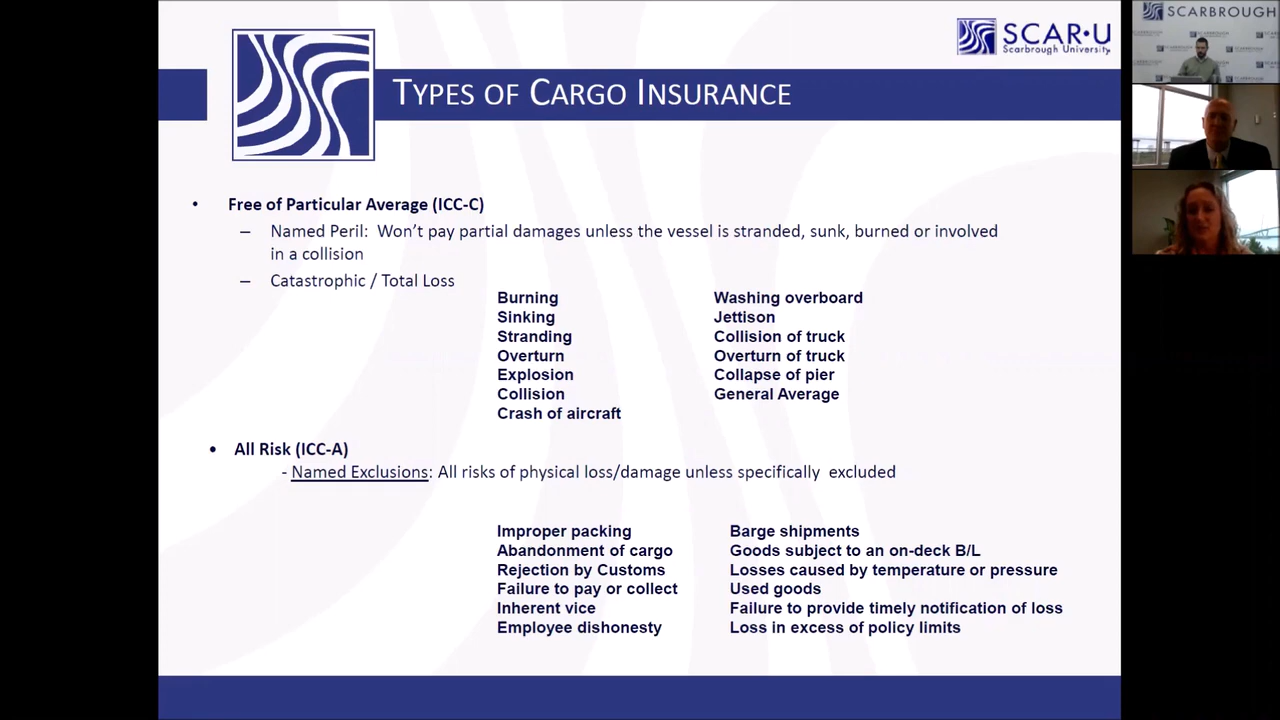 SCAR·U
Scarbrough University
TYPES OF CARGO INSURANCE
• Free of Particular Average (ICC-C)
– Named Peril: Won't pay partial damages unless the vessel is stranded, sunk, burned or involved
in a collision
– Catastrophic / Total Loss
Burning
Sinking
Stranding
Overturn
Explosion
Collision
Crash of aircraft
Washing overboard
Jettison
Collision of truck
Overturn of truck
Collapse of pier
General Average
• All Risk (ICC-A)
- Named Exclusions: All risks of physical loss/damage unless specifically excluded
Improper packing
Abandonment of cargo
Rejection by Customs
Failure to pay or collect
Inherent vice
Employee dishonesty
Barge shipments
Goods subject to an on-deck B/L
Losses caused by temperature or pressure
Used goods
Failure to provide timely notification of loss
Loss in excess of policy limits
SCARBROUGH